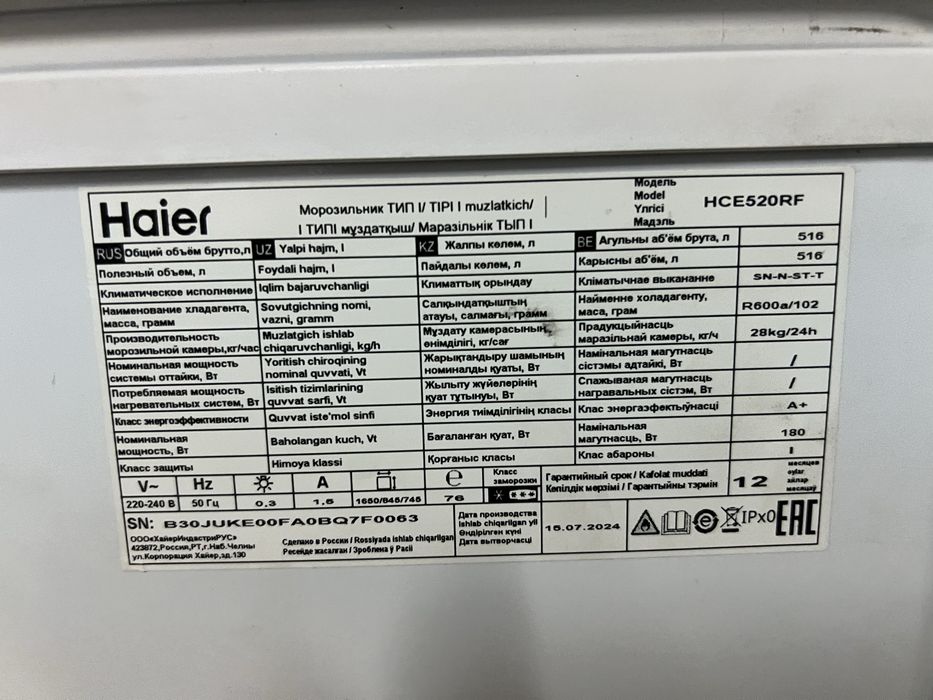 Haier
Морозильник ТИП I/ TIPI I muzlatkich/
I ТИПІ мұздатқыш/ Маразільнік ТЫП I
Модель
Model
Үлгісі
Мадэль
HCE520RF
RUS Общий объём брутто,л UZ Yalpi hajm, l KZ Жалпы көлем, л BE Агульны аб'ём брута, л 516
Полезный объем, л Foydali hajm, l Пайдалы көлем, л Карысны аб'ём, л 516
Климатическое исполнение Iqlim bajaruvchanligi Климаттық орындау Кліматычнае выкананне SN-N-ST-T
Наименование хладагента,
масса, грамм
Sovutgichning nomi,
vazni, gramm
Салқындатқыштың
атауы, салмағы, грамм
Найменне холадагенту,
маса, грам
R600a/102
Производительность
морозильной камеры,кг/час
Muzlatgich ishlab
chiqaruvchanligi, kg/h
Мұздату камерасының
өнімділігі, кг/сағ
Прадукцыйнасць
маразільнай камеры, кг/ч
28kg/24h
Номинальная мощность
системы оттайки, Вт
Yoritish chiroqining
nominal quvvati, Vt
Жарықтандыру шамының
номиналды қуаты, Вт
Намінальная магутнасць
сістэмы адтайкі, Вт
/
Потребляемая мощность
нагревательных систем, Вт
Isitish tizimlarining
quvvat sarfi, Vt
Жылыту жүйелерінің
қуат тұтынуы, Вт
Спажываная магутнасць
награвальных сістэм, Вт
/
Класс энергоэффективности Quvvat iste'mol sinfi Энергия тиімділігінің класы Клас энергаэфектыўнасці A+
Номинальная
мощность, Вт
Baholangan kuch, Vt
Бағаланған қуат, Вт
Намінальная
магутнасць, Вт
180
Класс защиты Himoya klassi Қорғаныс класы Клас абароны I
V~ Hz A
Класс
заморозки
220-240 В 50 Гц 0.3 1.5 1650/845/745 76
Гарантийный срок / Kafolat muddati
Кепілдік мерзімі / Гарантыйны тэрмін
12
месяцев
oylar
айлар
месяцаў
SN: B30JUKE00FA0BQ7F0063
ООО«ХайерИндастриРУС»
423872,Россия,РТ,г.Наб.Челны
ул.Корпорация Хайер,зд.130
Сделано в России / Rossiyada ishlab chiqarilgan
Ресейде жасалған / Зроблена ў Расіі
Дата производства
Ishlab chiqarilgan yil
Өндірілген күні
Дата вытворчасці
15.07.2024
IPx0 EAC